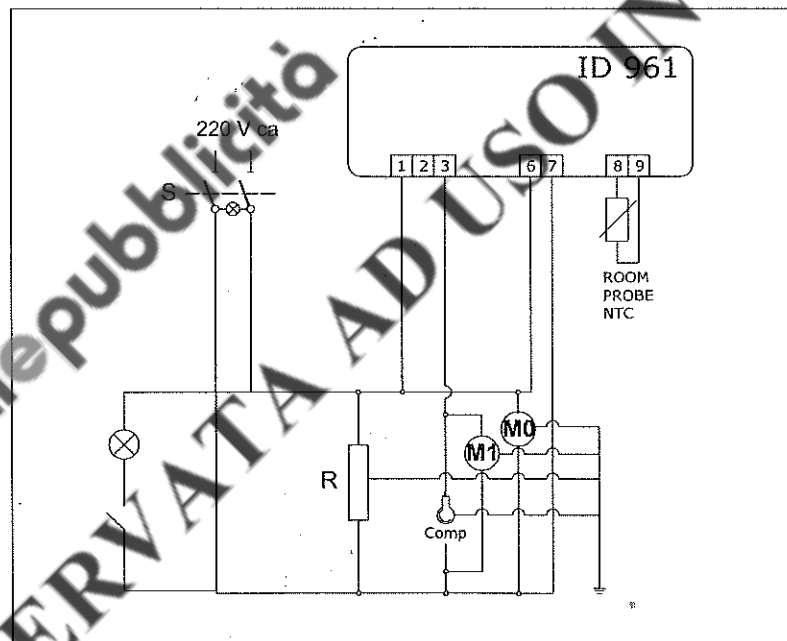 ID 961
220 V ca
1 2 3 6 7 8 9
S
ROOM
PROBE
NTC
M0
M1
R
Comp
epubblicità
ERVATA AD USO IN